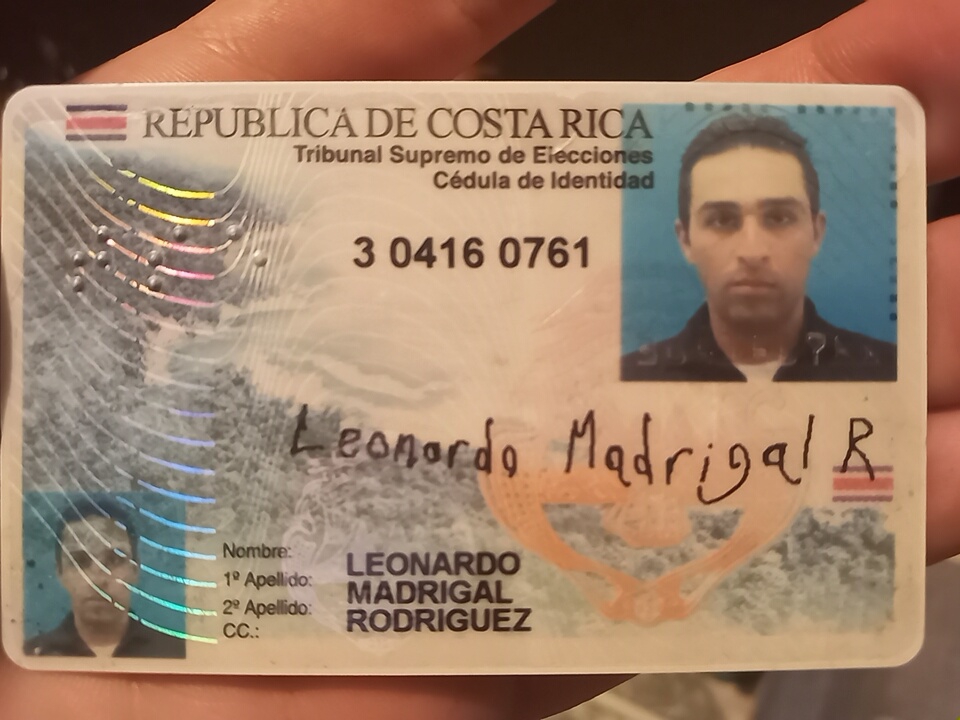 REPUBLICA DE COSTA RICA
Tribunal Supremo de Elecciones
Cédula de Identidad
3 0416 0761
Leonardo Madrigal R
Nombre: LEONARDO
1º Apellido: MADRIGAL
2º Apellido: RODRIGUEZ
CC.: